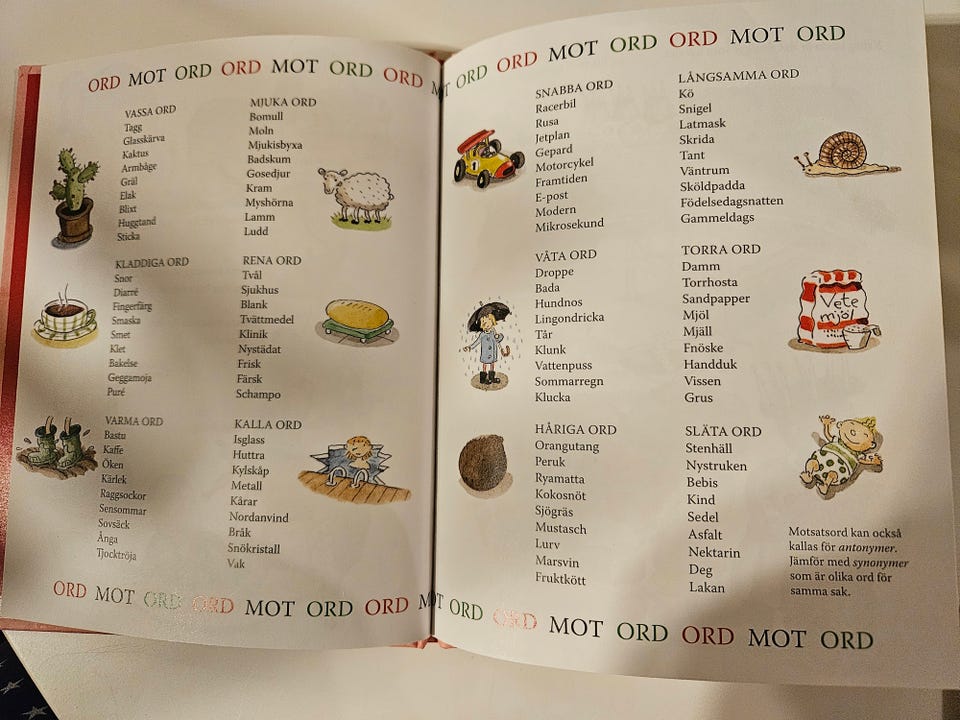 ORD MOT ORD ORD MOT ORD ORD MOT ORD ORD MOT ORD ORD MOT ORD
VASSA ORD
Tagg
Glasskärva
Kaktus
Armbåge
Gräl
Elak
Blixt
Huggtand
Sticka
MJUKA ORD
Bomull
Moln
Mjukisbyxa
Badskum
Gosedjur
Kram
Myshörna
Lamm
Ludd
KLADDIGA ORD
Snor
Diarré
Fingerfärg
Smaska
Smet
Klet
Bakelse
Geggamoja
Puré
RENA ORD
Tvål
Sjukhus
Blank
Tvättmedel
Klinik
Nystädat
Frisk
Färsk
Schampo
VARMA ORD
Bastu
Kaffe
Öken
Kärlek
Raggsockor
Sensommar
Sovsäck
Ånga
Tjocktröja
KALLA ORD
Isglass
Huttra
Kylskåp
Metall
Kårar
Nordanvind
Bråk
Snökristall
Vak
SNABBA ORD
Racerbil
Rusa
Jetplan
Gepard
Motorcykel
Framtiden
E-post
Modern
Mikrosekund
1
LÅNGSAMMA ORD
Kö
Snigel
Latmask
Skrida
Tant
Väntrum
Sköldpadda
Födelsedagsnatten
Gammeldags
VÅTA ORD
Droppe
Bada
Hundnos
Lingondricka
Tår
Klunk
Vattenpuss
Sommarregn
Klucka
TORRA ORD
Damm
Torrhosta
Sandpapper
Mjöl
Mjäll
Fnöske
Handduk
Vissen
Grus
Vete
mjöl
HÅRIGA ORD
Orangutang
Peruk
Ryamatta
Kokosnöt
Sjögräs
Mustasch
Lurv
Marsvin
Fruktkött
SLÄTA ORD
Stenhäll
Nystruken
Bebis
Kind
Sedel
Asfalt
Nektarin
Deg
Lakan
Motsatsord kan också
kallas för antonymer.
Jämför med synonymer
som är olika ord för
samma sak.
ORD MOT ORD ORD MOT ORD ORD MOT ORD ORD MOT ORD ORD MOT ORD